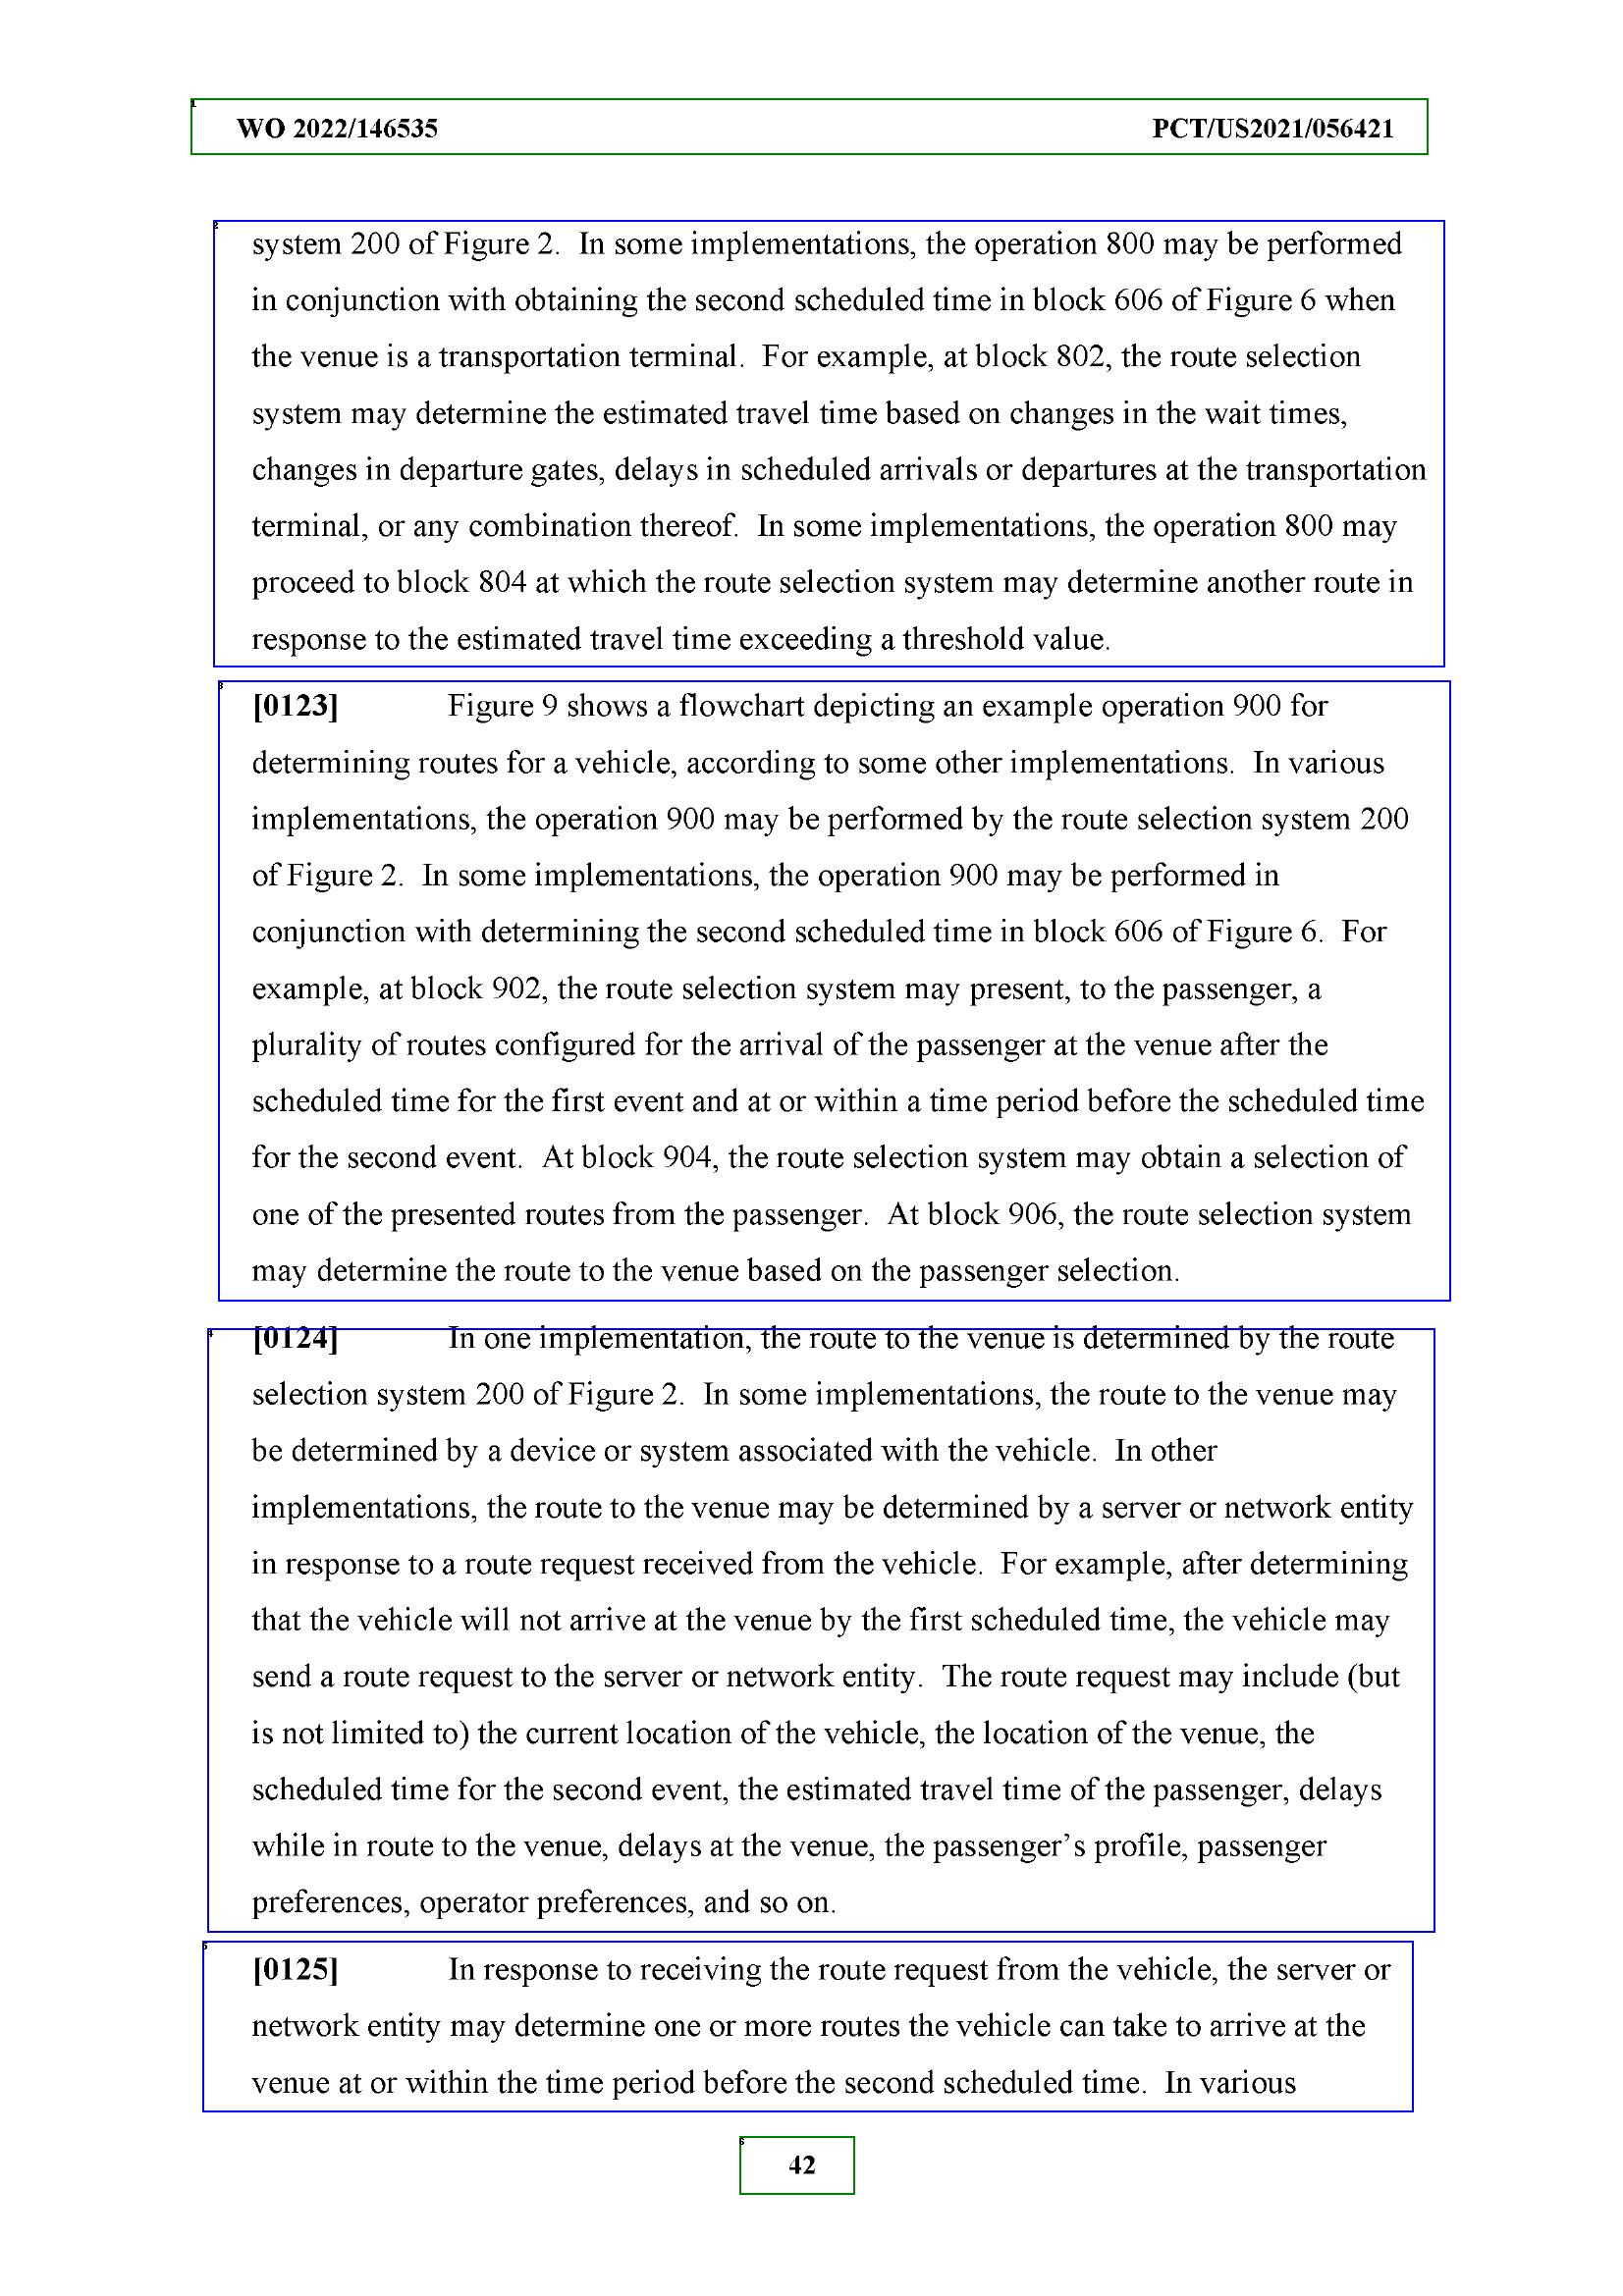 WO 2022/146535 PCT/US2021/056421
system 200 of Figure 2. In some implementations, the operation 800 may be performed
in conjunction with obtaining the second scheduled time in block 606 of Figure 6 when
the venue is a transportation terminal. For example, at block 802, the route selection
system may determine the estimated travel time based on changes in the wait times,
changes in departure gates, delays in scheduled arrivals or departures at the transportation
terminal, or any combination thereof. In some implementations, the operation 800 may
proceed to block 804 at which the route selection system may determine another route in
response to the estimated travel time exceeding a threshold value.
[0123] Figure 9 shows a flowchart depicting an example operation 900 for
determining routes for a vehicle, according to some other implementations. In various
implementations, the operation 900 may be performed by the route selection system 200
of Figure 2. In some implementations, the operation 900 may be performed in
conjunction with determining the second scheduled time in block 606 of Figure 6. For
example, at block 902, the route selection system may present, to the passenger, a
plurality of routes configured for the arrival of the passenger at the venue after the
scheduled time for the first event and at or within a time period before the scheduled time
for the second event. At block 904, the route selection system may obtain a selection of
one of the presented routes from the passenger. At block 906, the route selection system
may determine the route to the venue based on the passenger selection.
[0124] In one implementation, the route to the venue is determined by the route
selection system 200 of Figure 2. In some implementations, the route to the venue may
be determined by a device or system associated with the vehicle. In other
implementations, the route to the venue may be determined by a server or network entity
in response to a route request received from the vehicle. For example, after determining
that the vehicle will not arrive at the venue by the first scheduled time, the vehicle may
send a route request to the server or network entity. The route request may include (but
is not limited to) the current location of the vehicle, the location of the venue, the
scheduled time for the second event, the estimated travel time of the passenger, delays
while in route to the venue, delays at the venue, the passenger’s profile, passenger
preferences, operator preferences, and so on.
[0125] In response to receiving the route request from the vehicle, the server or
network entity may determine one or more routes the vehicle can take to arrive at the
venue at or within the time period before the second scheduled time. In various
42